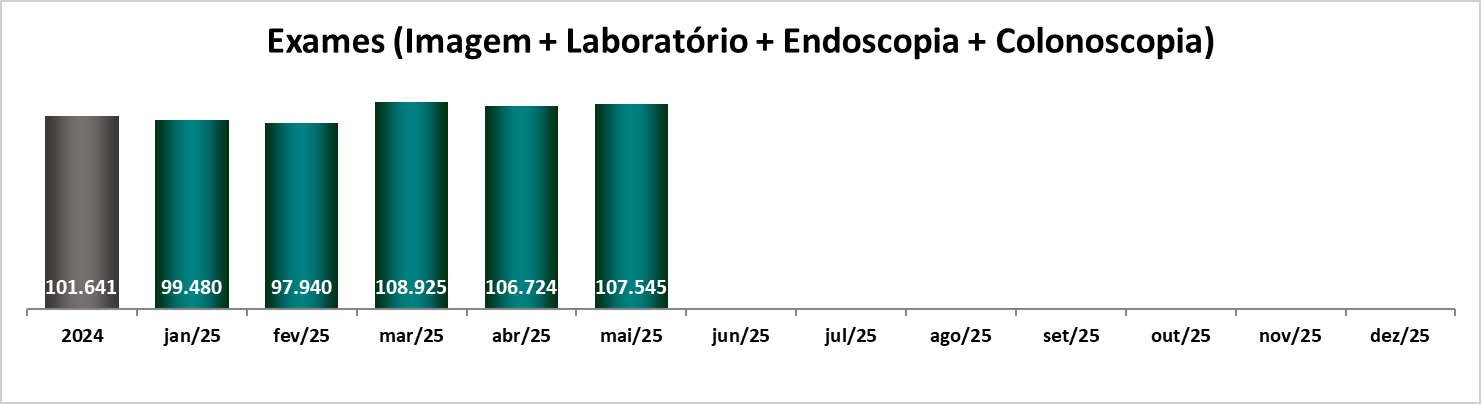 Exames (Imagem + Laboratório + Endoscopia + Colonoscopia)
101.641 99.480 97.940 108.925 106.724 107.545
2024 jan/25 fev/25 mar/25 abr/25 mai/25 jun/25 jul/25 ago/25 set/25 out/25 nov/25 dez/25